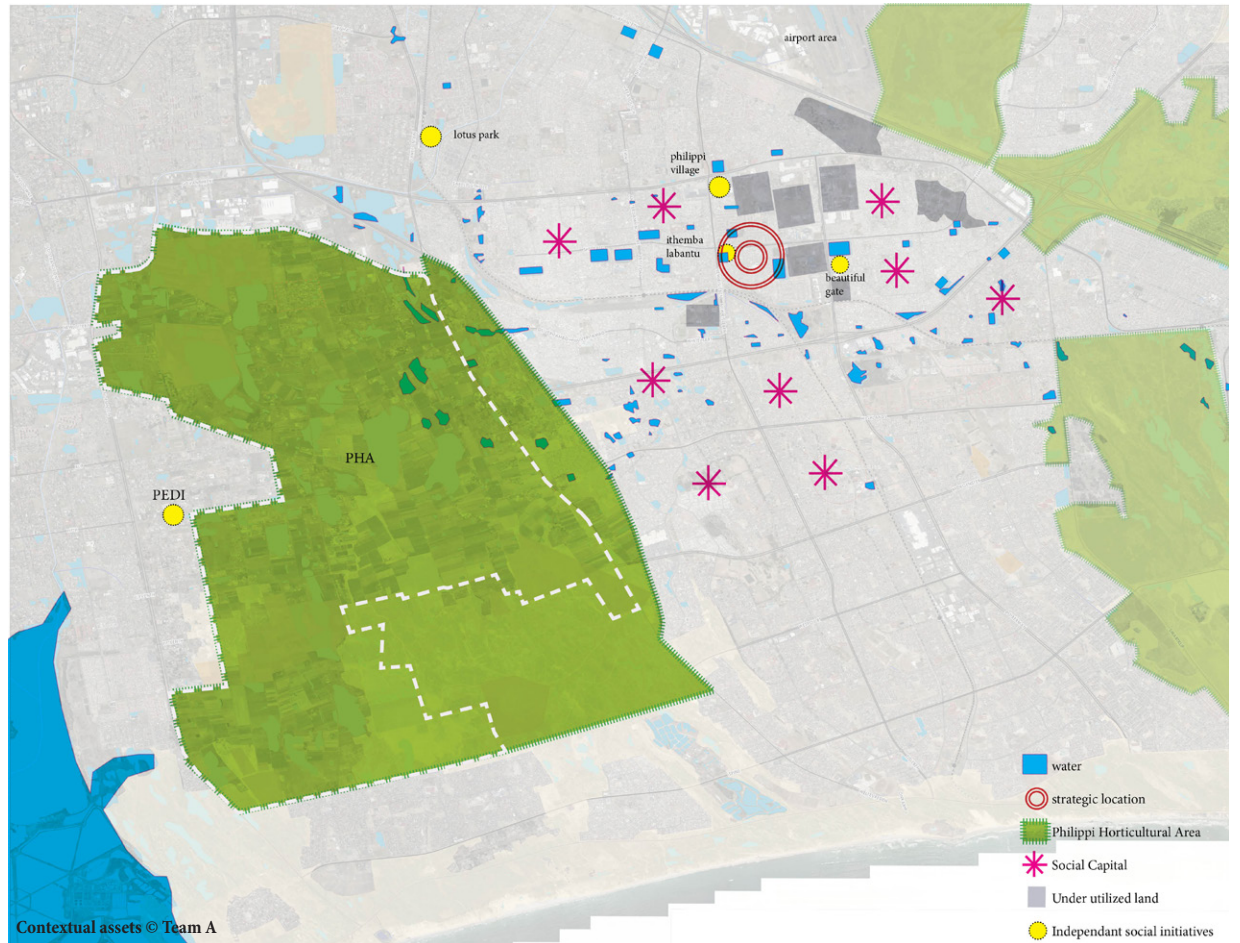 airport area
lotus park
philippi
village
ithemba
labantu
beautiful
gate
PHA
PEDI
water
strategic location
Philippi Horticultural Area
Social Capital
Under utilized land
Independant social initiatives
Contextual assets © Team A